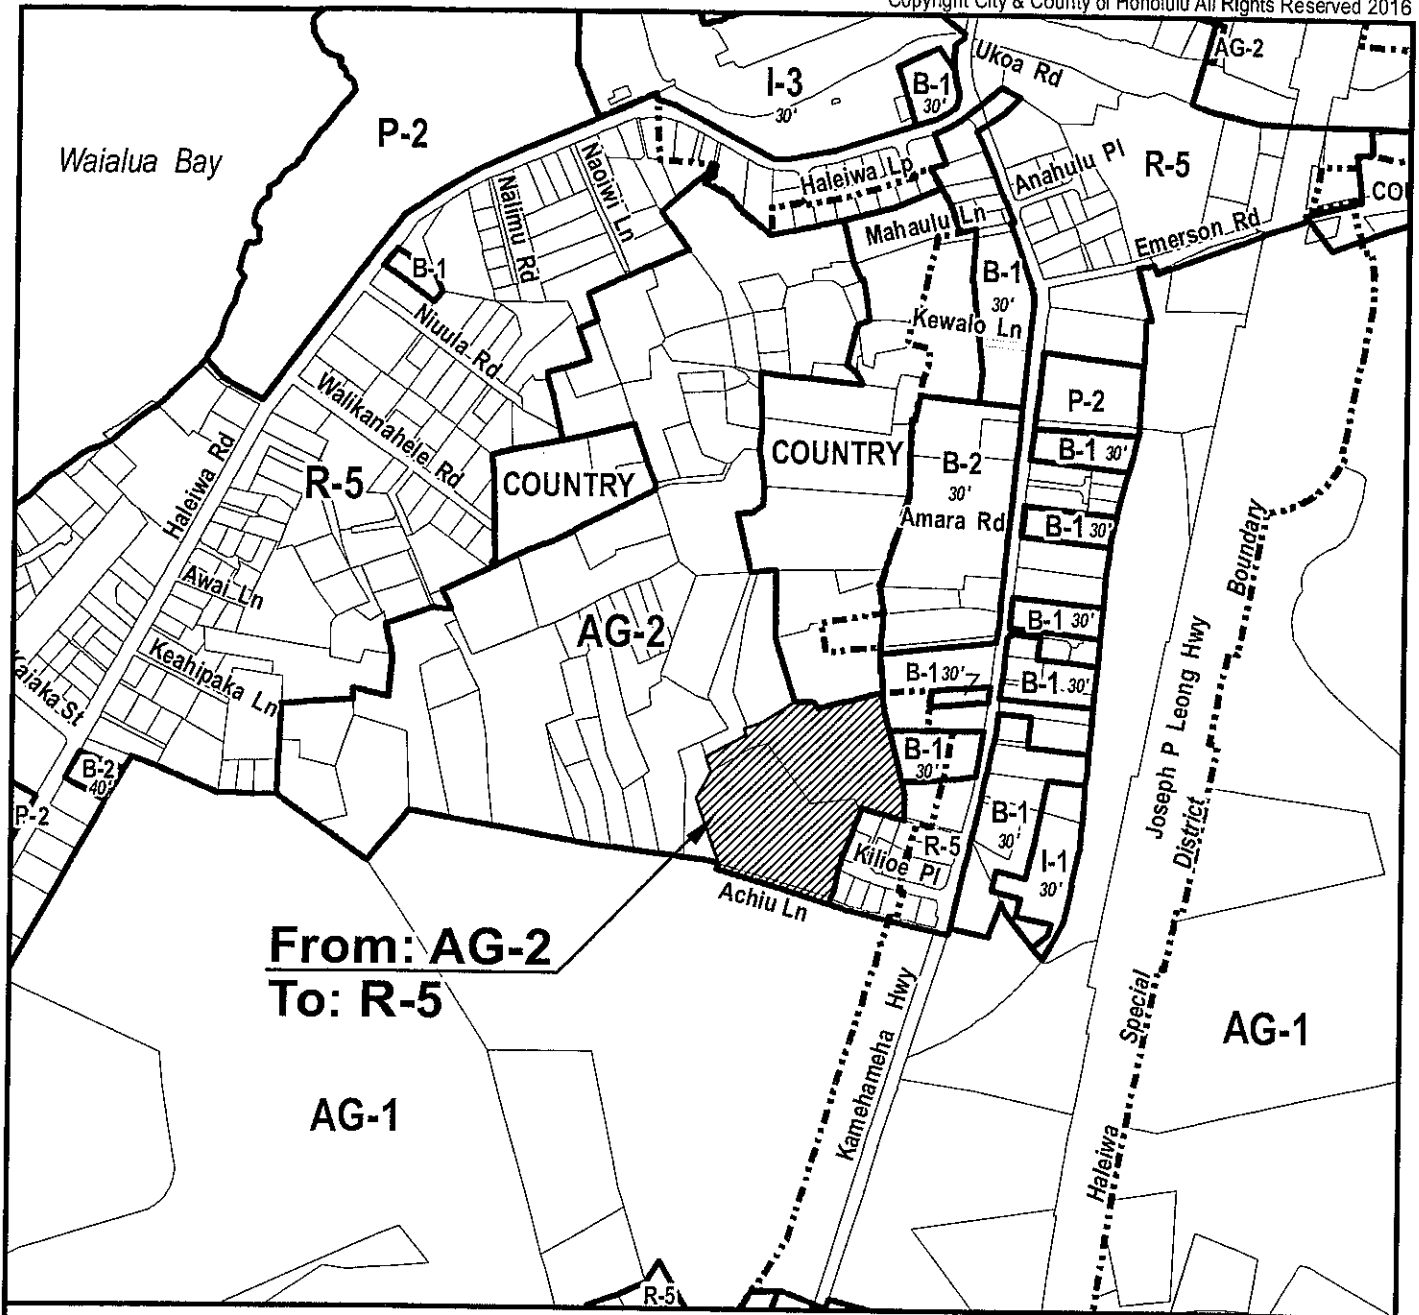 Copyright City & County of Honolulu All Rights Reserved 2016
Waialua Bay
P-2
I-3
30'
B-1
30'
Ukoa Rd
AG-2
Naoiwi Ln
Nalimu Rd
Haleiwa Lp
Anahulu Pl
R-5
Mahaulu Ln
Emerson Rd
B-1
Niuula Rd
B-1
30'
Kewalo Ln
Walikanahele Rd
P-2
Haleiwa Rd
R-5
COUNTRY
COUNTRY
B-2
30'
B-1 30'
Amara Rd
B-1 30'
Boundary
Awai Ln
AG-2
B-1 30'
Keahipaka Ln
Kaiaka St
B-1 30'
B-1 30'
Joseph P Leong Hwy
B-2
40'
B-1
30'
P-2
B-1
30'
District
R-5
Kilioe Pl
I-1
30'
Achiu Ln
From: AG-2
To: R-5
Kamehameha Hwy
Special
AG-1
AG-1
Haleiwa
R-5